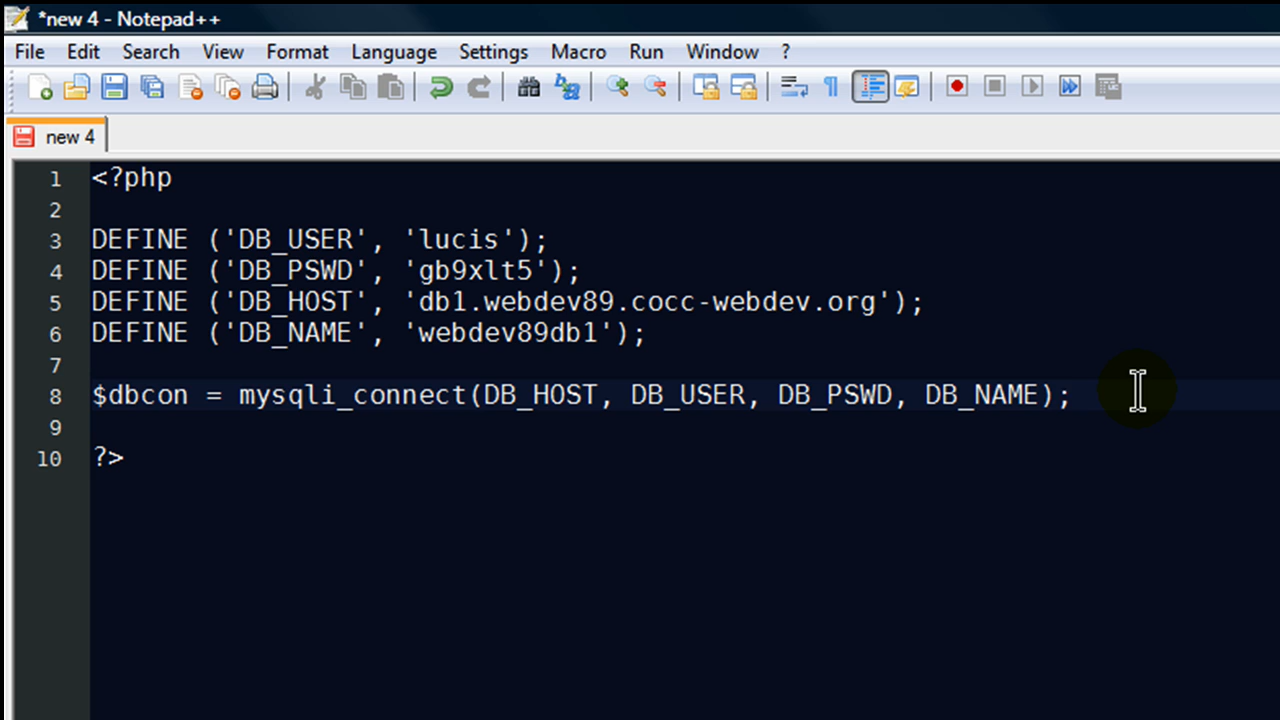 *new 4 - Notepad++
File Edit Search View Format Language Settings Macro Run Window ?
new 4
1 <?php
2
3 DEFINE ('DB_USER', 'lucis');
4 DEFINE ('DB_PSWD', 'gb9xlt5');
5 DEFINE ('DB_HOST', 'db1.webdev89.cocc-webdev.org');
6 DEFINE ('DB_NAME', 'webdev89db1');
7
8 $dbcon = mysqli_connect(DB_HOST, DB_USER, DB_PSWD, DB_NAME);
9
10 ?>